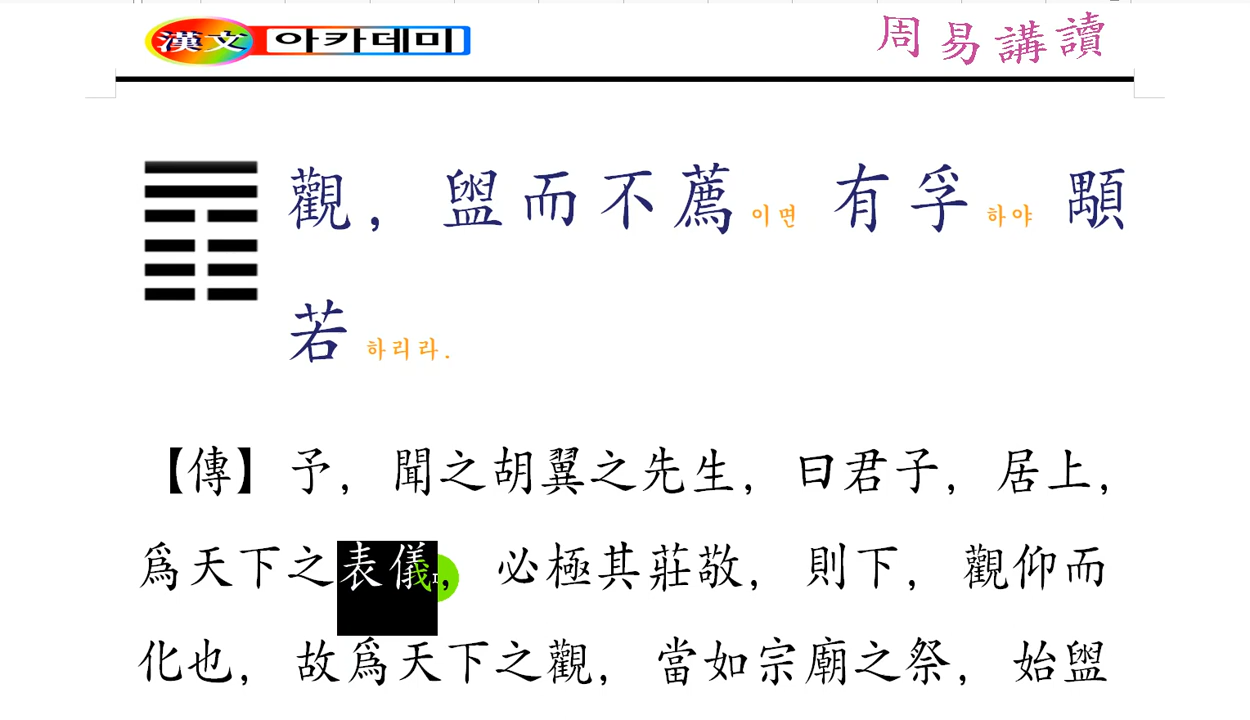 漢文 아카데미
周易講讀
觀, 盥而不薦이면 有孚하야 顒
若하리라.
【傳】 予, 聞之胡翼之先生, 曰君子, 居上,
爲天下之表儀, 必極其莊敬, 則下, 觀仰而
化也, 故爲天下之觀, 當如宗廟之祭, 始盥